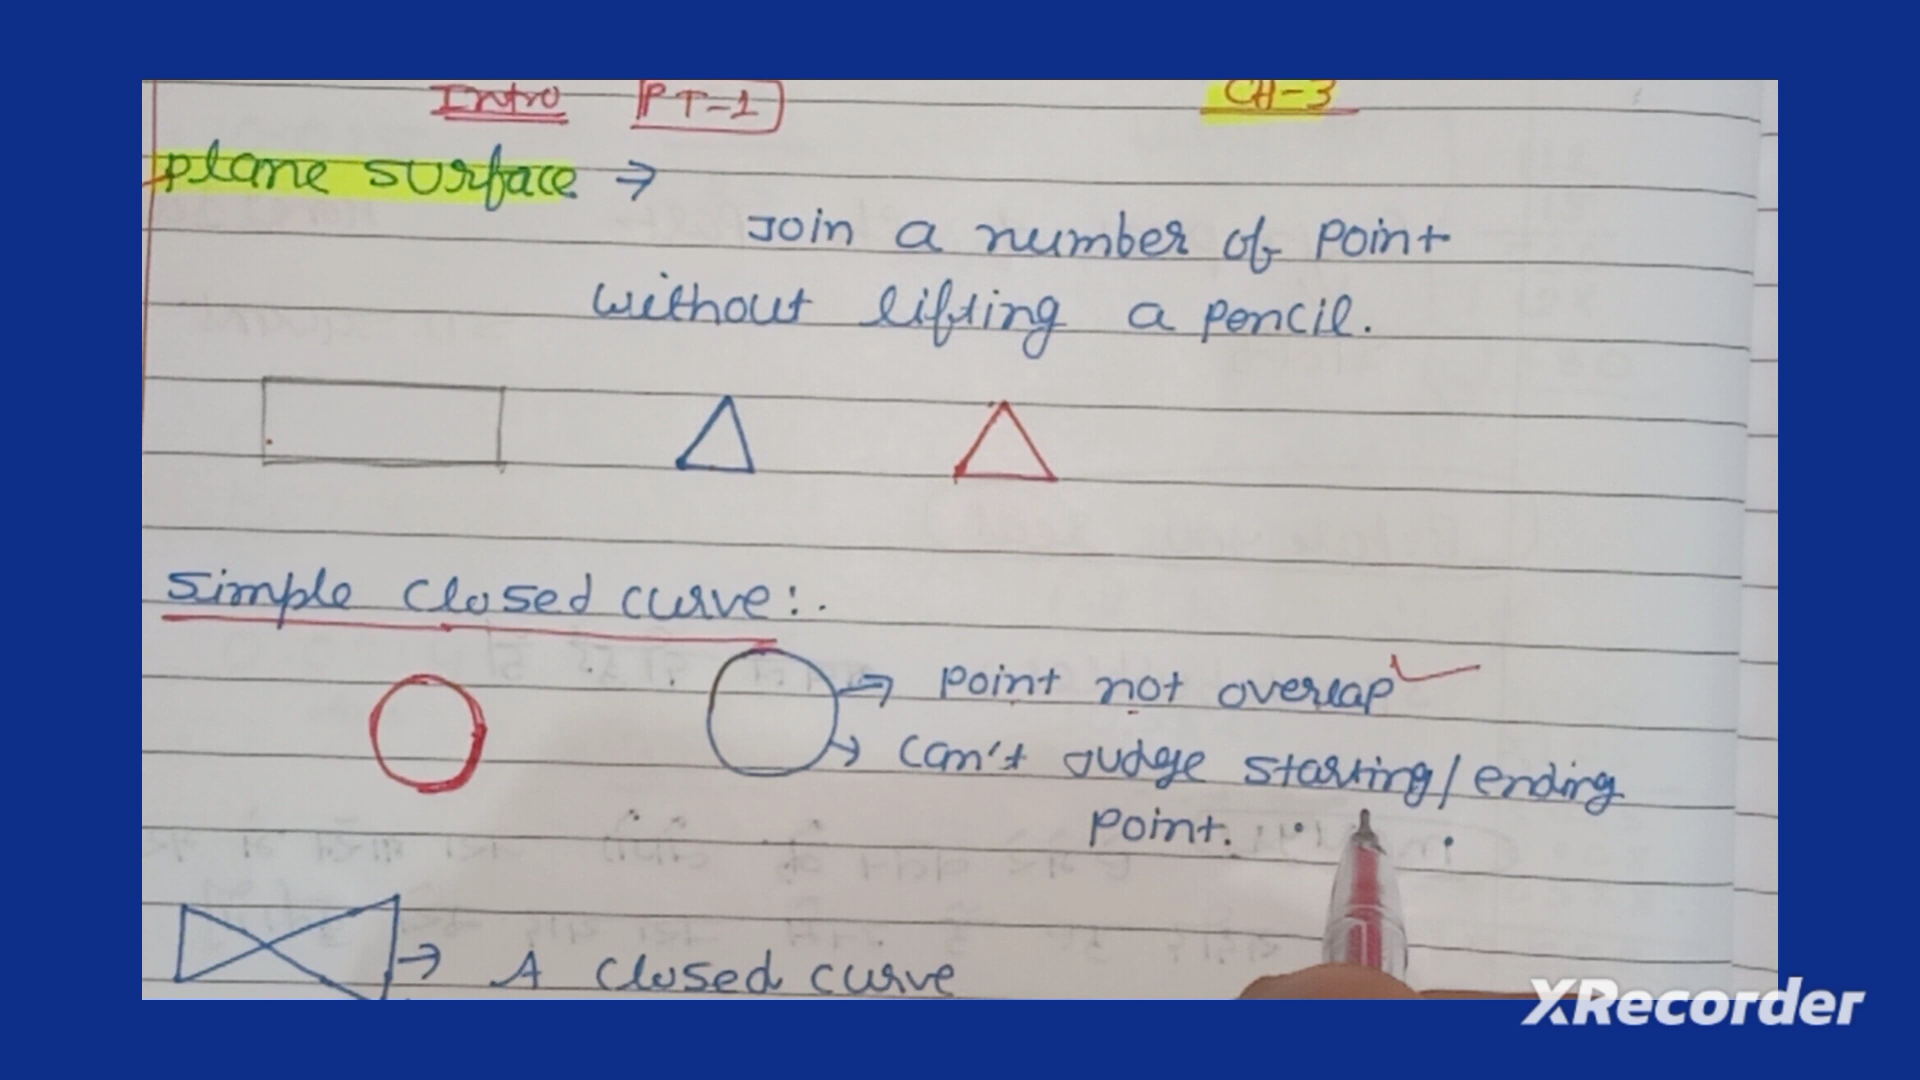 Intro PT-1 CH-3
plane surface →
Join a number of point
without lifting a pencil.
Simple closed curve:.
→ point not overlap ✓
→ can't Judge starting/ending
point.
→ A closed curve
XRecorder